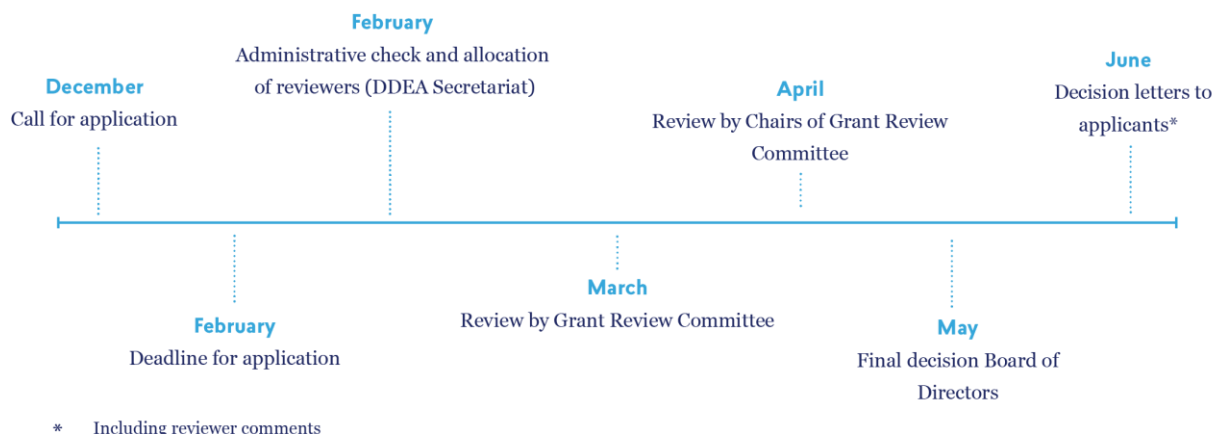 December
Call for application
February
Deadline for application
February
Administrative check and allocation
of reviewers (DDEA Secretariat)
March
Review by Grant Review Committee
April
Review by Chairs of Grant Review
Committee
May
Final decision Board of
Directors
June
Decision letters to
applicants*
* Including reviewer comments